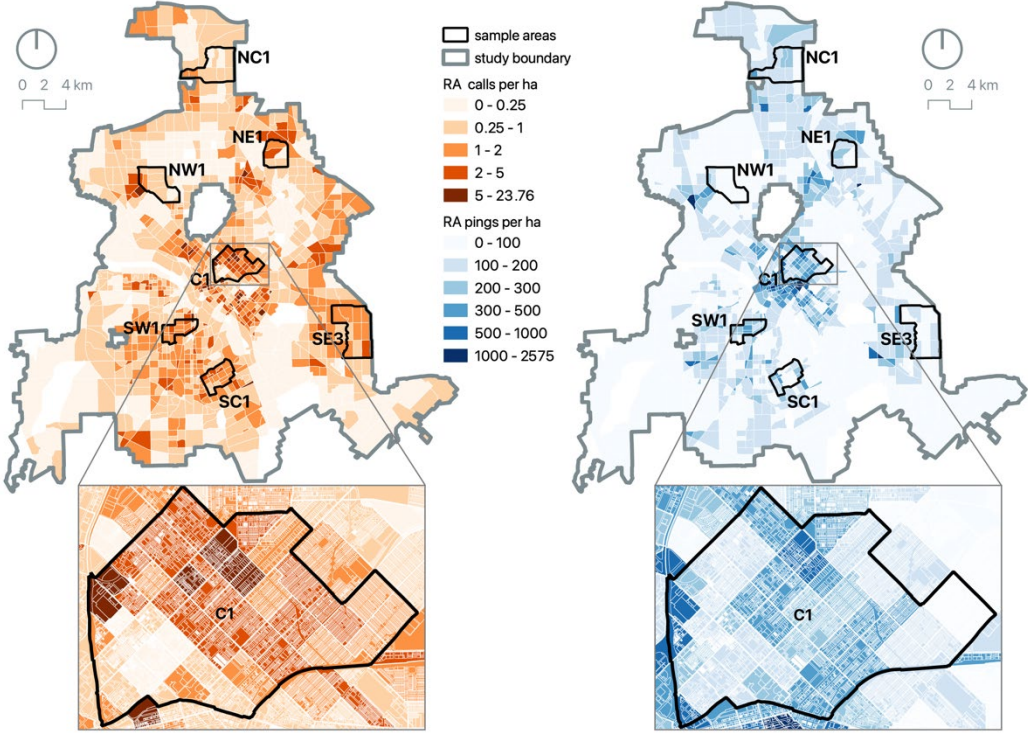 NC1
NE1
NW1
C1
SW1
SE3
SC1
0 2 4 km
sample areas
study boundary
RA calls per ha
0 - 0.25
0.25 - 1
1 - 2
2 - 5
5 - 23.76
RA pings per ha
0 - 100
100 - 200
200 - 300
300 - 500
500 - 1000
1000 - 2575
NC1
NE1
NW1
C1
SW1
SE3
SC1
0 2 4 km
C1
C1